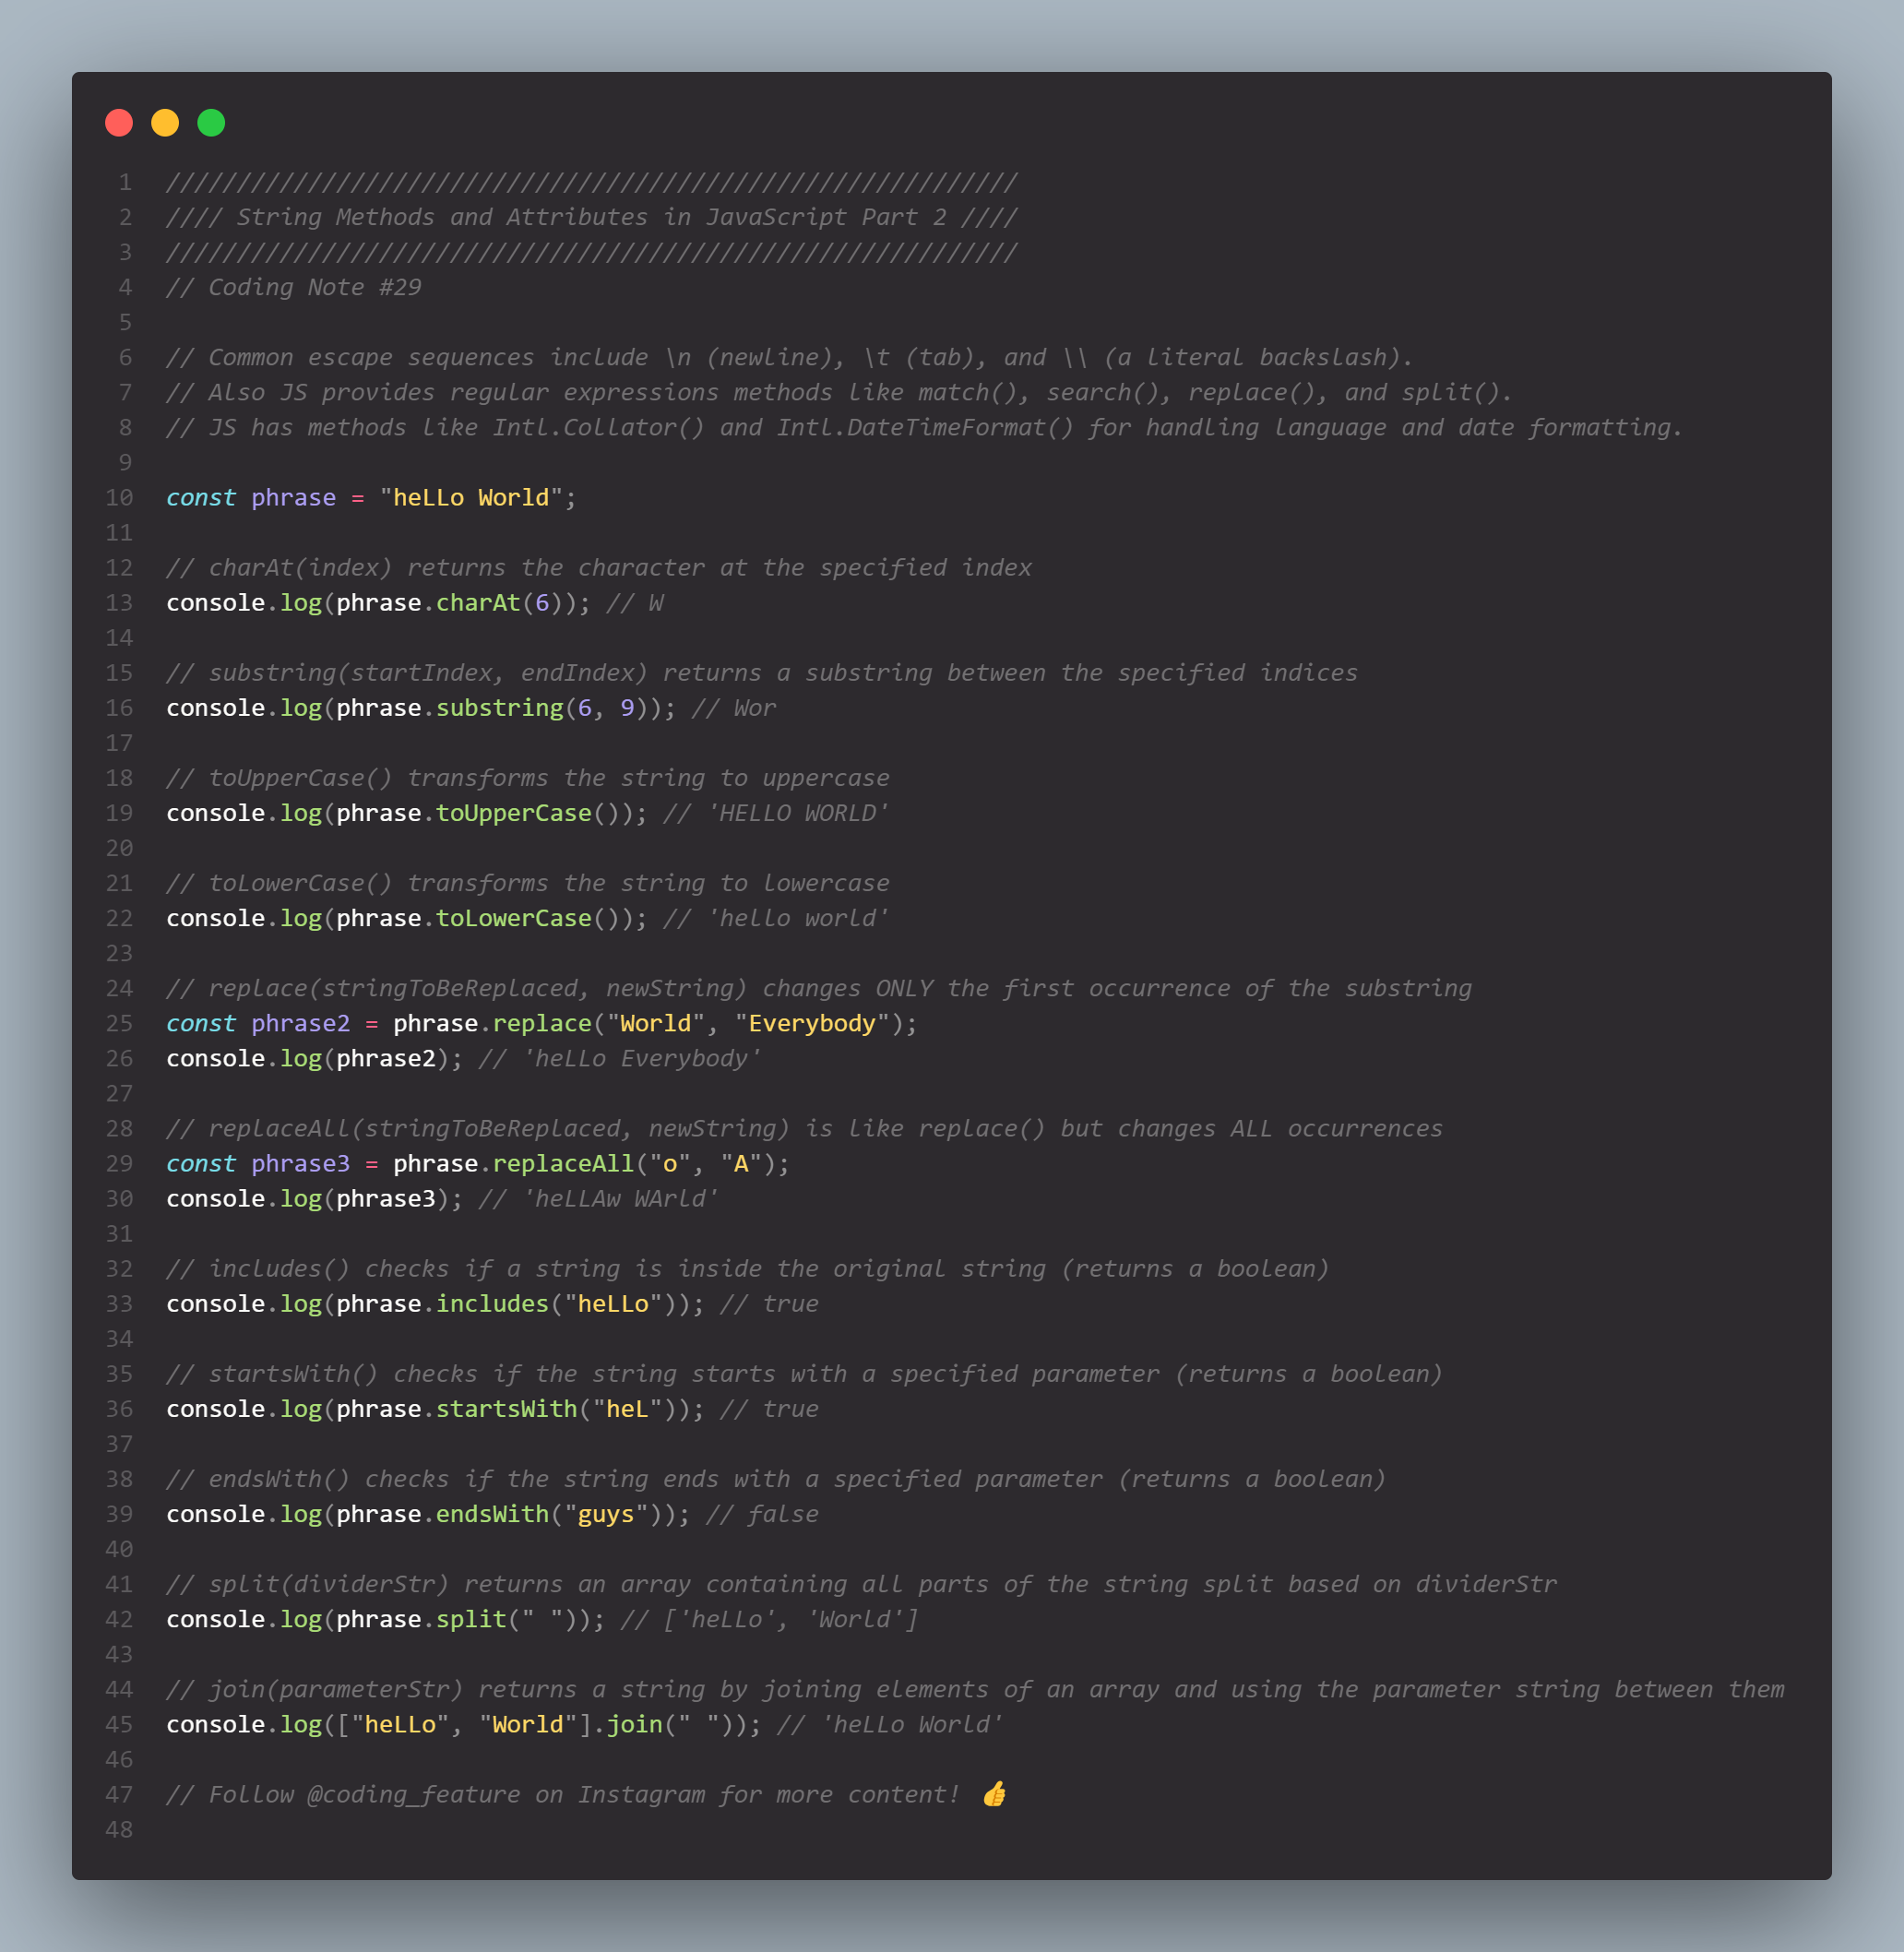 1 ////////////////////////////////////////////////////////////
2 //// String Methods and Attributes in JavaScript Part 2 ////
3 ////////////////////////////////////////////////////////////
4 // Coding Note #29
5
6 // Common escape sequences include \n (newline), \t (tab), and \\ (a literal backslash).
7 // Also JS provides regular expressions methods like match(), search(), replace(), and split().
8 // JS has methods like Intl.Collator() and Intl.DateTimeFormat() for handling language and date formatting.
9
10 const phrase = "heLLo World";
11
12 // charAt(index) returns the character at the specified index
13 console.log(phrase.charAt(6)); // W
14
15 // substring(startIndex, endIndex) returns a substring between the specified indices
16 console.log(phrase.substring(6, 9)); // Wor
17
18 // toUpperCase() transforms the string to uppercase
19 console.log(phrase.toUpperCase()); // 'HELLO WORLD'
20
21 // toLowerCase() transforms the string to lowercase
22 console.log(phrase.toLowerCase()); // 'hello world'
23
24 // replace(stringToBeReplaced, newString) changes ONLY the first occurrence of the substring
25 const phrase2 = phrase.replace("World", "Everybody");
26 console.log(phrase2); // 'heLLo Everybody'
27
28 // replaceAll(stringToBeReplaced, newString) is like replace() but changes ALL occurrences
29 const phrase3 = phrase.replaceAll("o", "A");
30 console.log(phrase3); // 'heLLAw WArld'
31
32 // includes() checks if a string is inside the original string (returns a boolean)
33 console.log(phrase.includes("heLLo")); // true
34
35 // startsWith() checks if the string starts with a specified parameter (returns a boolean)
36 console.log(phrase.startsWith("heL")); // true
37
38 // endsWith() checks if the string ends with a specified parameter (returns a boolean)
39 console.log(phrase.endsWith("guys")); // false
40
41 // split(dividerStr) returns an array containing all parts of the string split based on dividerStr
42 console.log(phrase.split(" ")); // ['heLLo', 'World']
43
44 // join(parameterStr) returns a string by joining elements of an array and using the parameter string between them
45 console.log(["heLLo", "World"].join(" ")); // 'heLLo World'
46
47 // Follow @coding_feature on Instagram for more content! 👍
48